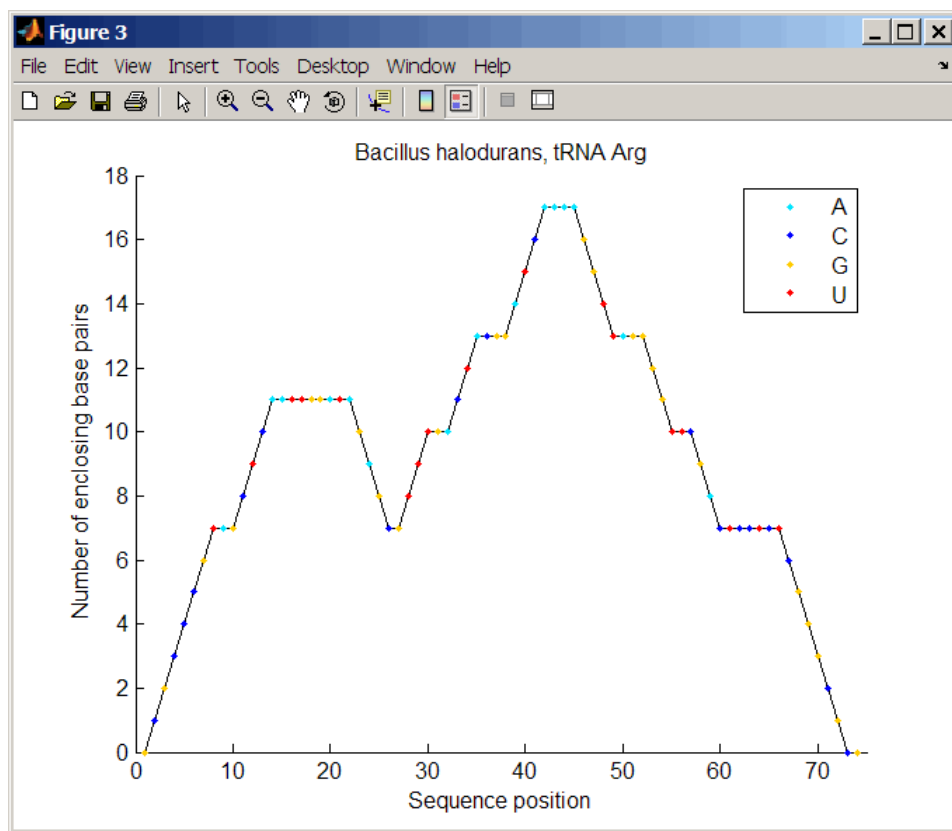 Figure 3
File Edit View Insert Tools Desktop Window Help
Bacillus halodurans, tRNA Arg
18
16
14
12
10
8
6
4
2
0
Number of enclosing base pairs
A
C
G
U
0 10 20 30 40 50 60 70
Sequence position